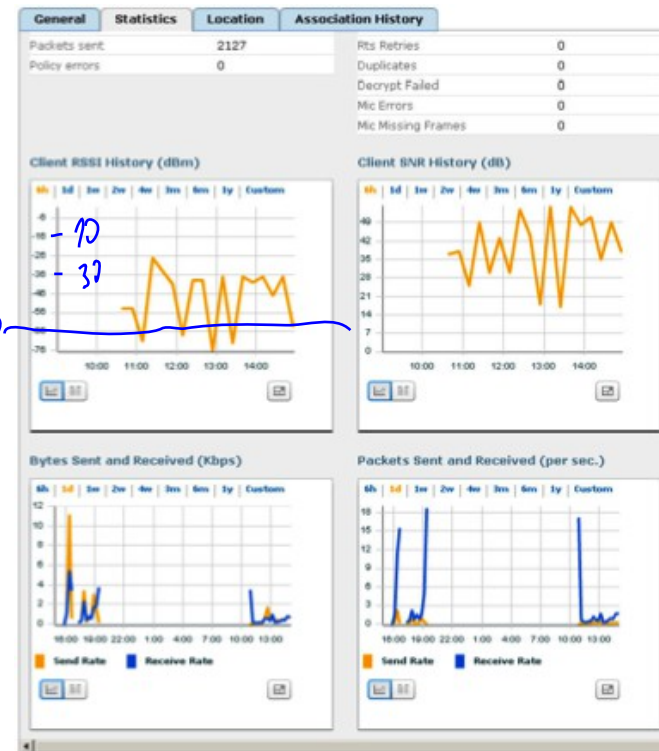 General Statistics Location Association History
Packets sent 2127
Policy errors 0
Rts Retries 0
Duplicates 0
Decrypt Failed 0
Mic Errors 0
Mic Missing Frames 0
Client RSSI History (dBm)
6h | 1d | 1w | 2w | 4w | 3m | 6m | 1y | Custom
-6
-16
-10
-26
-36
-30
-46
-56
-66
-76
10:00 11:00 12:00 13:00 14:00
Client SNR History (dB)
6h | 1d | 1w | 2w | 4w | 3m | 6m | 1y | Custom
49
42
35
28
21
14
7
0
10:00 11:00 12:00 13:00 14:00
Bytes Sent and Received (Kbps)
6h | 1d | 1w | 2w | 4w | 3m | 6m | 1y | Custom
12
10
8
6
4
2
0
16:00 19:00 22:00 1:00 4:00 7:00 10:00 13:00
Send Rate Receive Rate
Packets Sent and Received (per sec.)
6h | 1d | 1w | 2w | 4w | 3m | 6m | 1y | Custom
18
15
12
9
6
3
0
16:00 19:00 22:00 1:00 4:00 7:00 10:00 13:00
Send Rate Receive Rate